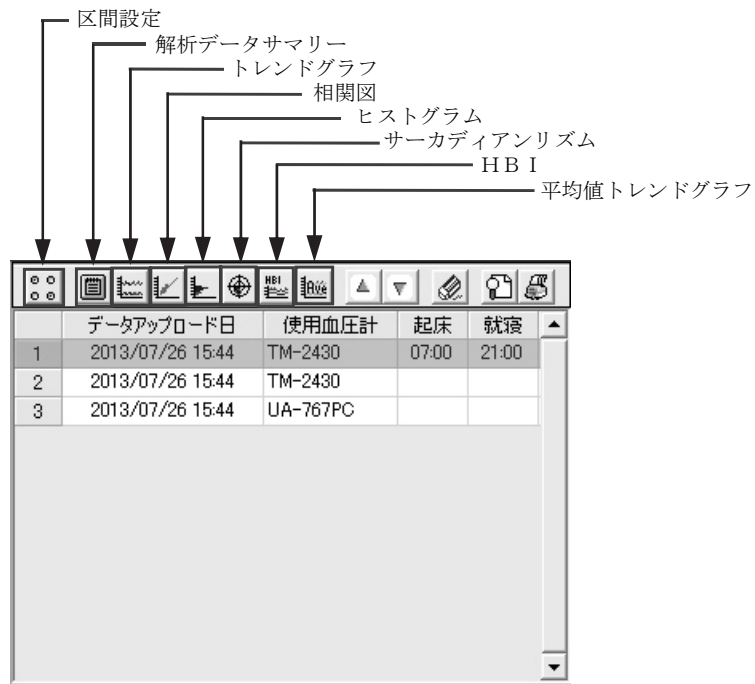 区間設定
解析データサマリー
トレンドグラフ
相関図
ヒストグラム
サーカディアンリズム
ＨＢＩ
平均値トレンドグラフ
HBI Ave
データアップロード日 使用血圧計 起床 就寝
1 2013/07/26 15:44 TM-2430 07:00 21:00
2 2013/07/26 15:44 TM-2430
3 2013/07/26 15:44 UA-767PC